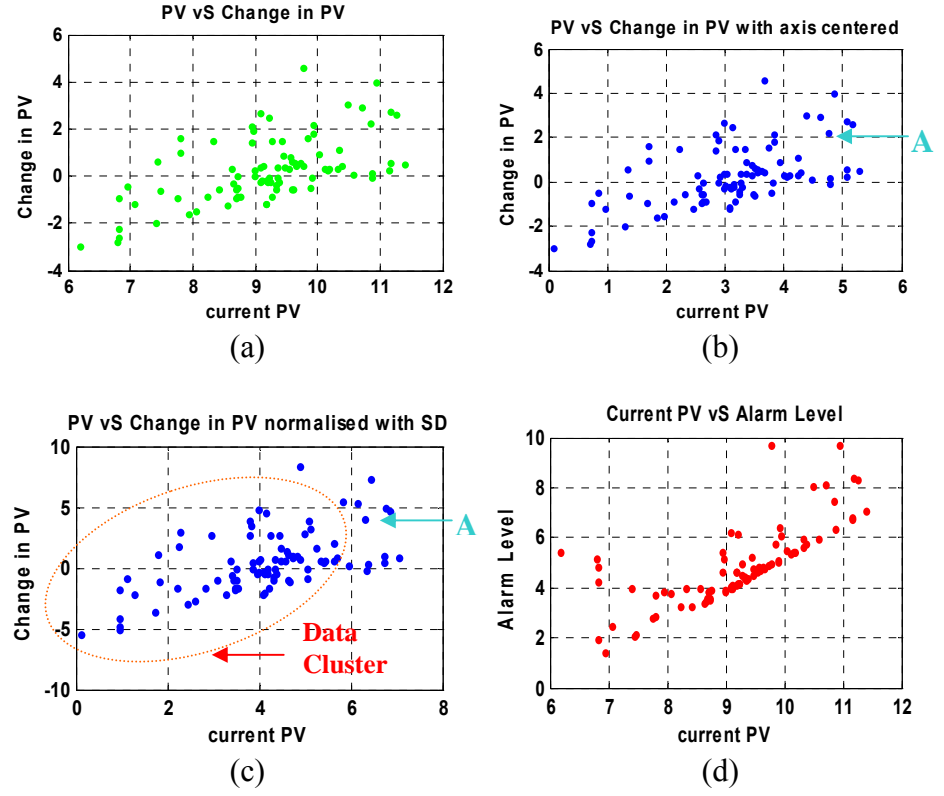 PV vS Change in PV
6
4
2
0
-2
-4
Change in PV
6 7 8 9 10 11 12
current PV
(a)
PV vS Change in PV with axis centered
6
4
2
0
-2
-4
Change in PV
A
0 1 2 3 4 5 6
current PV
(b)
PV vS Change in PV normalised with SD
10
5
0
-5
-10
Change in PV
A
Data
Cluster
0 2 4 6 8
current PV
(c)
Current PV vS Alarm Level
10
8
6
4
2
0
Alarm Level
6 7 8 9 10 11 12
current PV
(d)